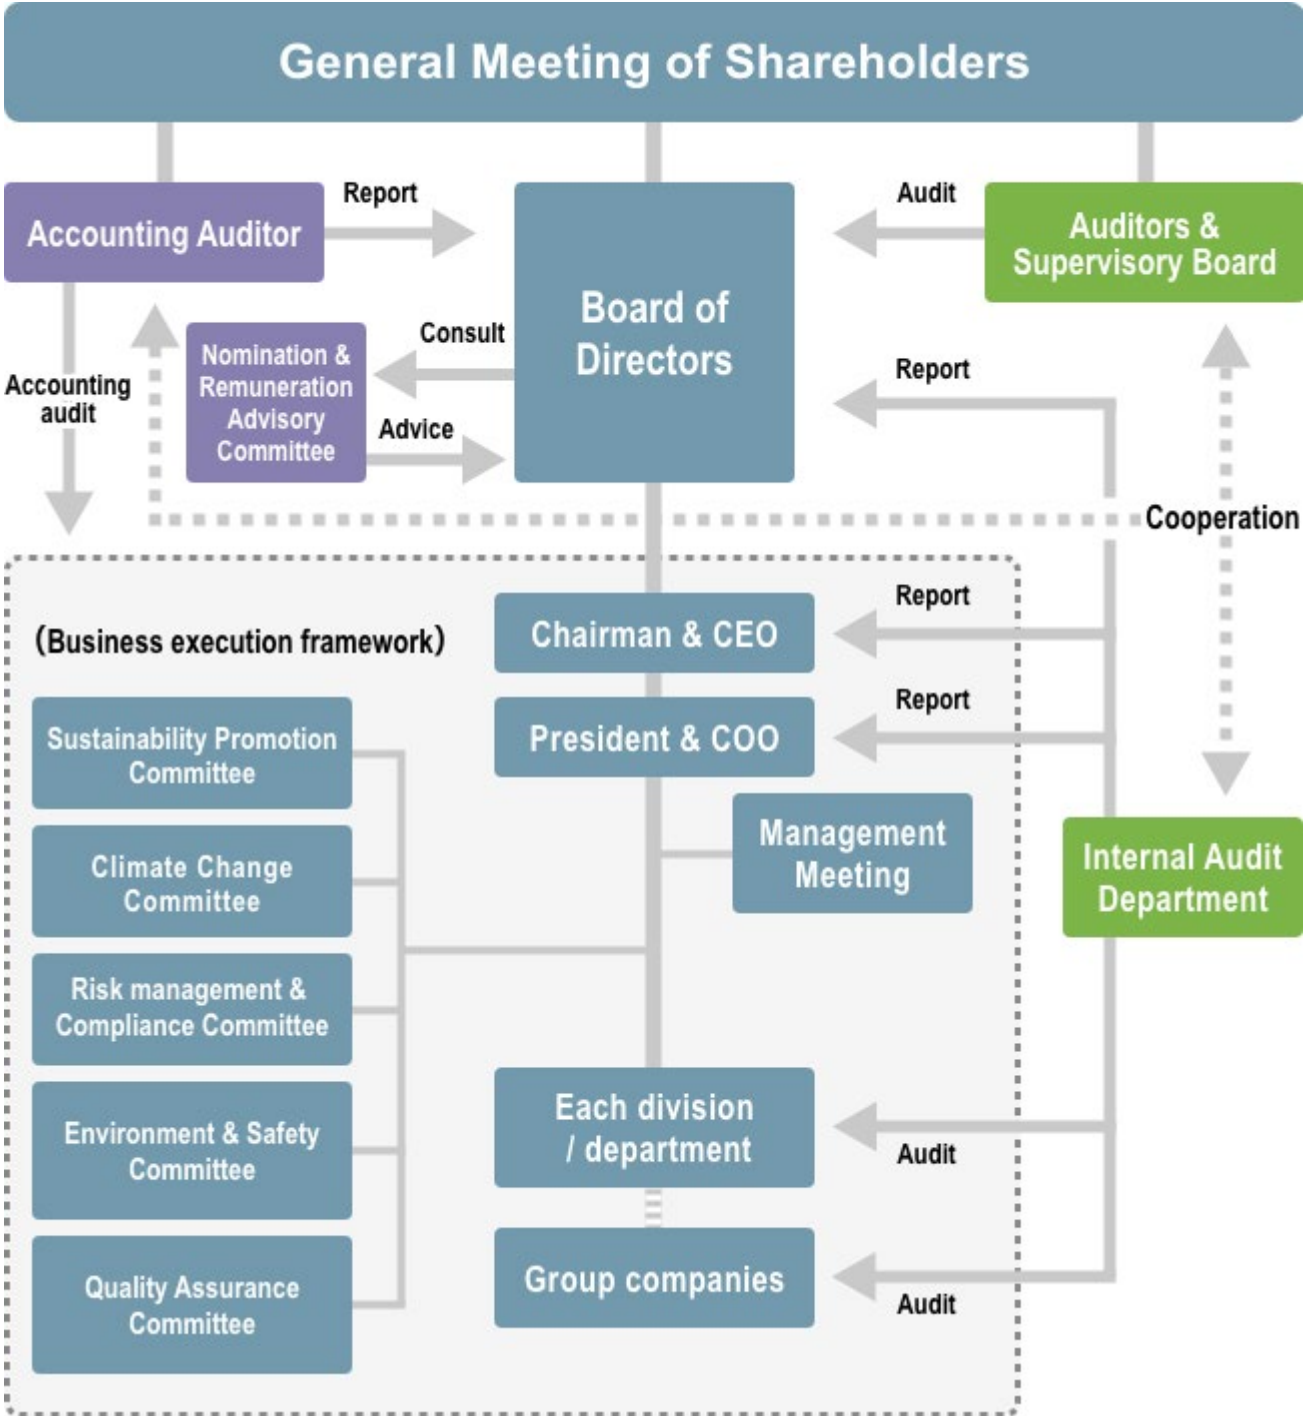 General Meeting of Shareholders
Report
Audit
Accounting Auditor
Auditors &
Supervisory Board
Board of
Directors
Consult
Nomination &
Remuneration
Advisory
Committee
Report
Accounting
audit
Advice
Cooperation
(Business execution framework)
Report
Chairman & CEO
Report
President & COO
Sustainability Promotion
Committee
Management
Meeting
Internal Audit
Department
Climate Change
Committee
Risk management &
Compliance Committee
Each division
/ department
Audit
Environment & Safety
Committee
Group companies
Audit
Quality Assurance
Committee